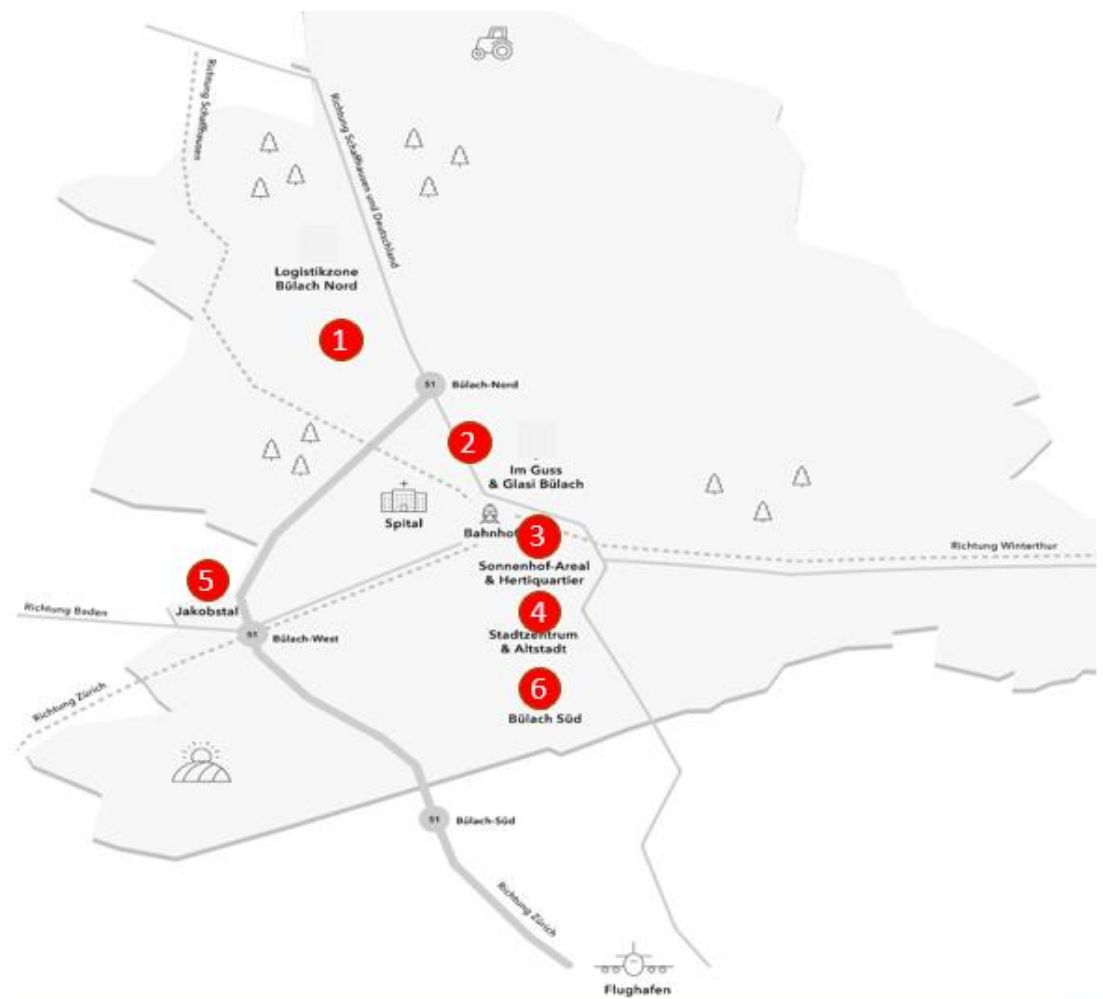 Richtung Schaffhausen
Richtung Schaffhausen und Deutschland
Logistikzone
Bülach Nord
1
51
Bülach-Nord
2
Im Guss
& Glasi Bülach
Spital
Bahnhof
3
Richtung Winterthur
Sonnenhof-Areal
& Hertiquartier
5
Jakobstal
Richtung Baden
4
51
Bülach-West
Stadtzentrum
& Altstadt
Richtung Zürich
6
Bülach Süd
51
Bülach-Süd
Richtung Zürich
Flughafen